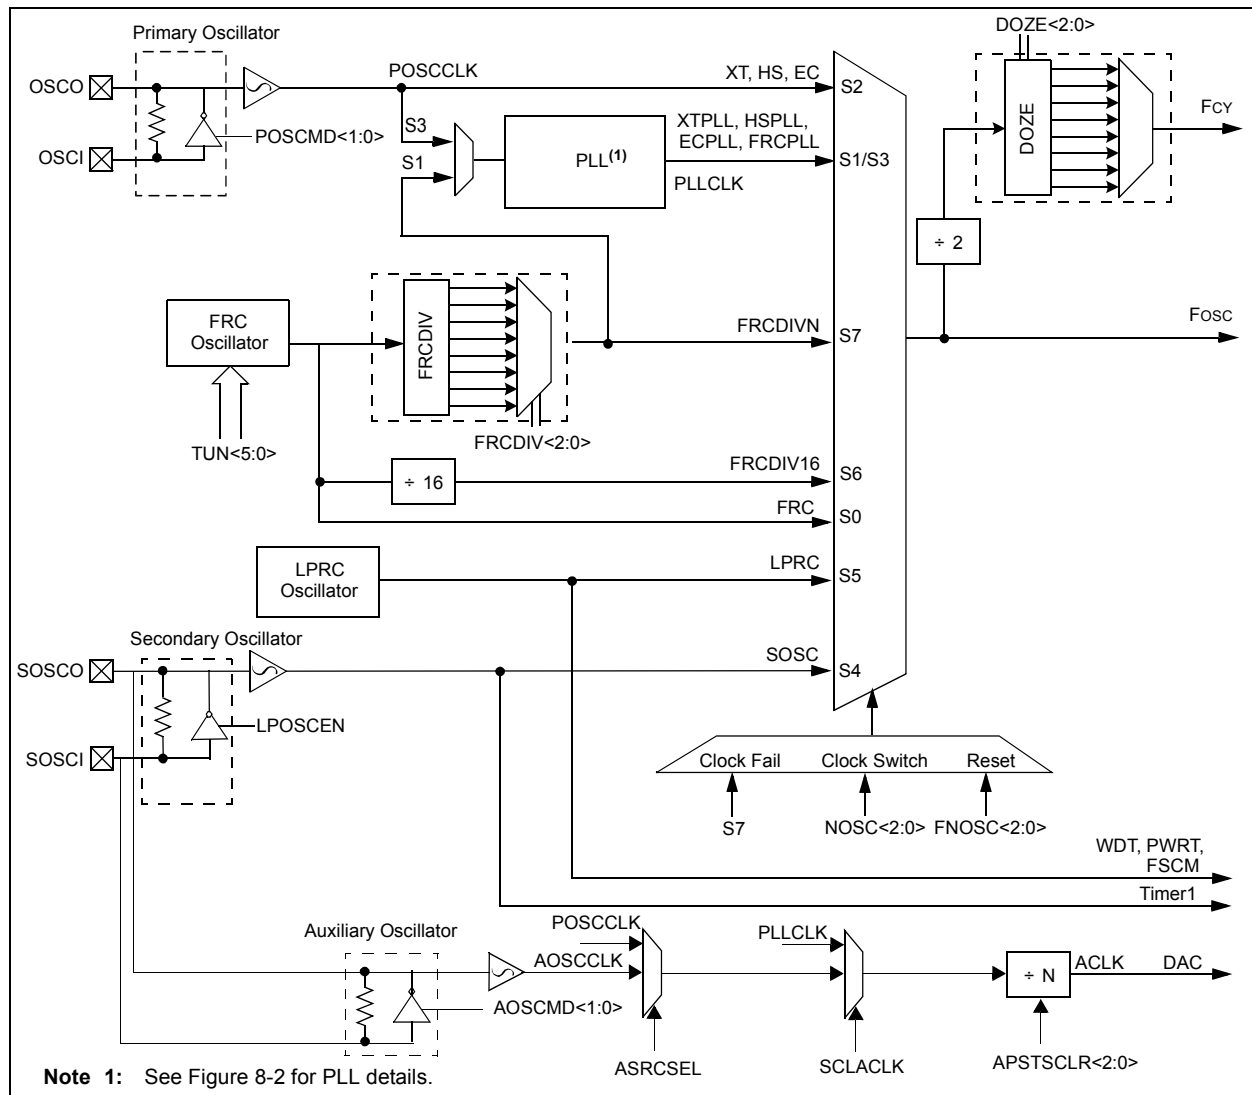 Primary Oscillator
OSCO
OSCI
POSCMD<1:0>
POSCCLK
XT, HS, EC
S2
S3
S1
PLL(1)
XTPLL, HSPLL,
ECPLL, FRCPLL
PLLCLK
S1/S3
DOZE<2:0>
DOZE
FCY
÷ 2
FOSC
FRC
Oscillator
TUN<5:0>
FRCDIV
FRCDIV<2:0>
FRCDIVN
S7
÷ 16
FRCDIV16
S6
FRC
S0
LPRC
Oscillator
LPRC
S5
Secondary Oscillator
SOSCO
SOSCI
LPOSCEN
SOSC
S4
Clock Fail
Clock Switch
Reset
S7
NOSC<2:0>
FNOSC<2:0>
WDT, PWRT,
FSCM
Timer1
Auxiliary Oscillator
AOSCMD<1:0>
POSCCLK
AOSCCLK
ASRCSEL
PLLCLK
SCLACLK
÷ N
APSTSCLR<2:0>
ACLK
DAC
Note 1: See Figure 8-2 for PLL details.